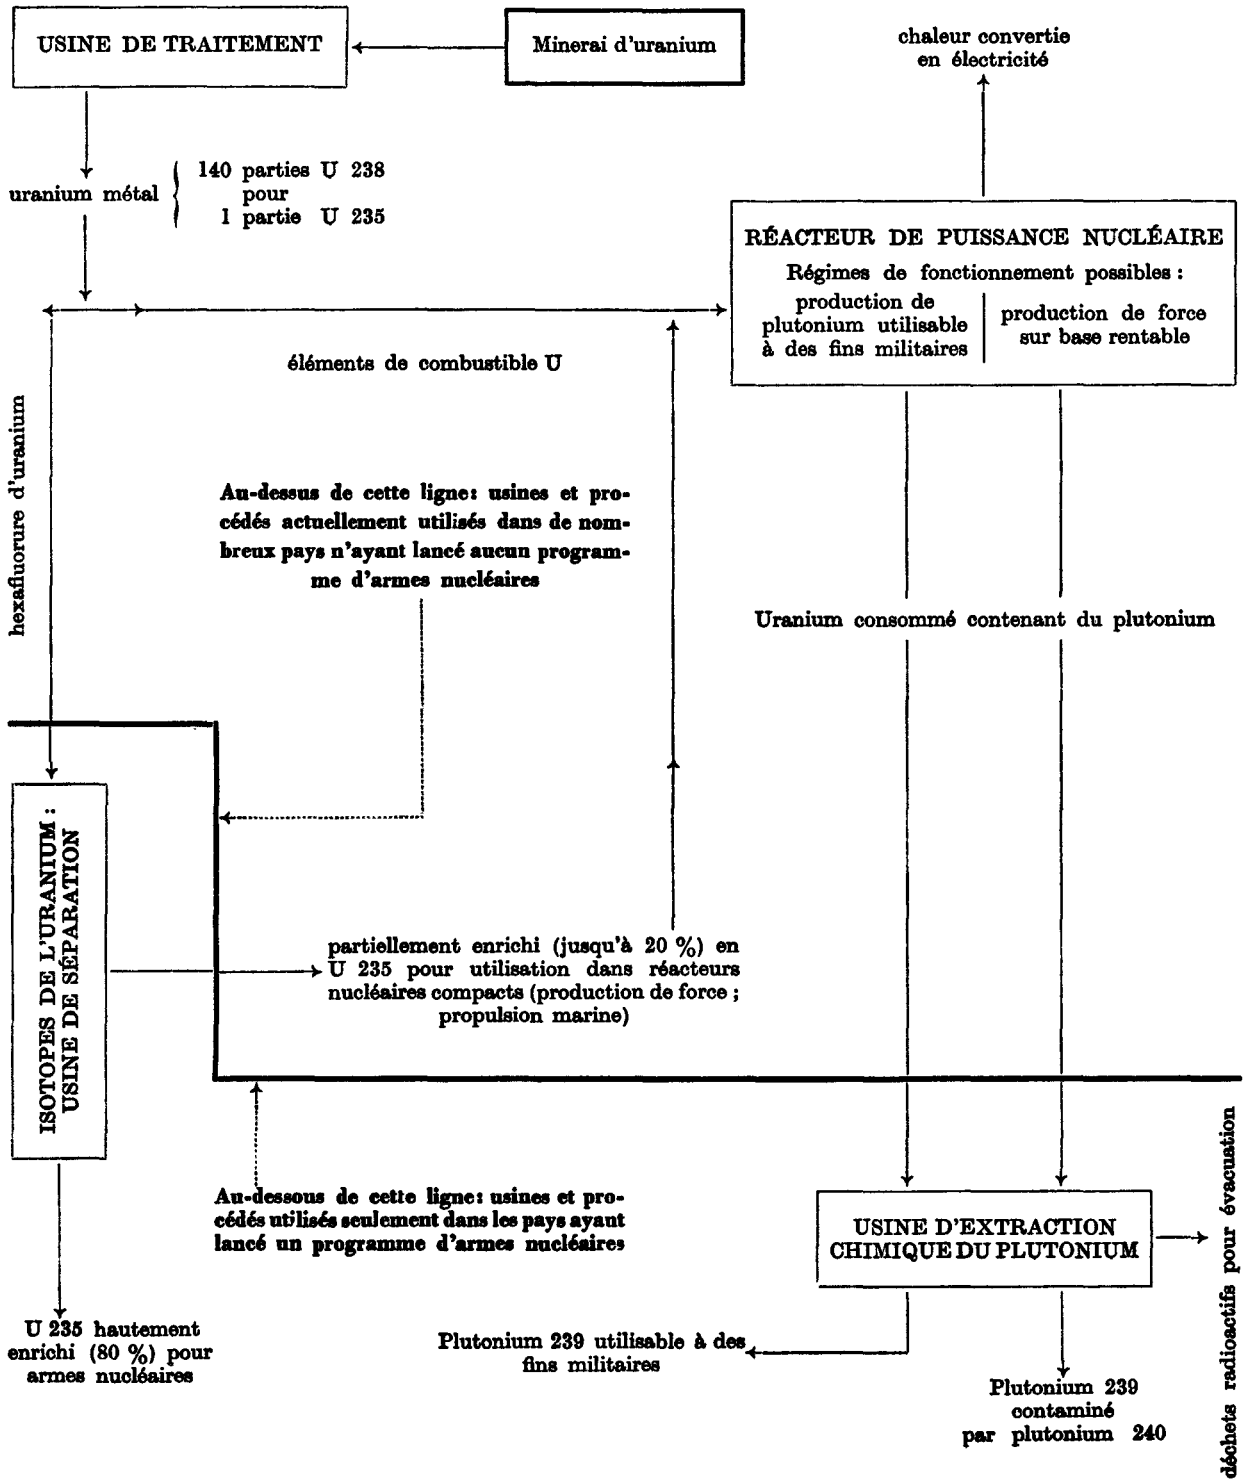 USINE DE TRAITEMENT
Minerai d'uranium
chaleur convertie
en électricité
uranium métal
140 parties U 238
pour
1 partie U 235
RÉACTEUR DE PUISSANCE NUCLÉAIRE
Régimes de fonctionnement possibles :
production de
plutonium utilisable
à des fins militaires
production de force
sur base rentable
éléments de combustible U
hexafluorure d'uranium
Au-dessus de cette ligne: usines et pro-
cédés actuellement utilisés dans de nom-
breux pays n'ayant lancé aucun program-
me d'armes nucléaires
Uranium consommé contenant du plutonium
ISOTOPES DE L'URANIUM :
USINE DE SÉPARATION
partiellement enrichi (jusqu'à 20 %) en
U 235 pour utilisation dans réacteurs
nucléaires compacts (production de force ;
propulsion marine)
Au-dessous de cette ligne: usines et pro-
cédés utilisés seulement dans les pays ayant
lancé un programme d'armes nucléaires
USINE D'EXTRACTION
CHIMIQUE DU PLUTONIUM
déchets radioactifs pour évacuation
U 235 hautement
enrichi (80 %) pour
armes nucléaires
Plutonium 239 utilisable à des
fins militaires
Plutonium 239
contaminé
par plutonium 240